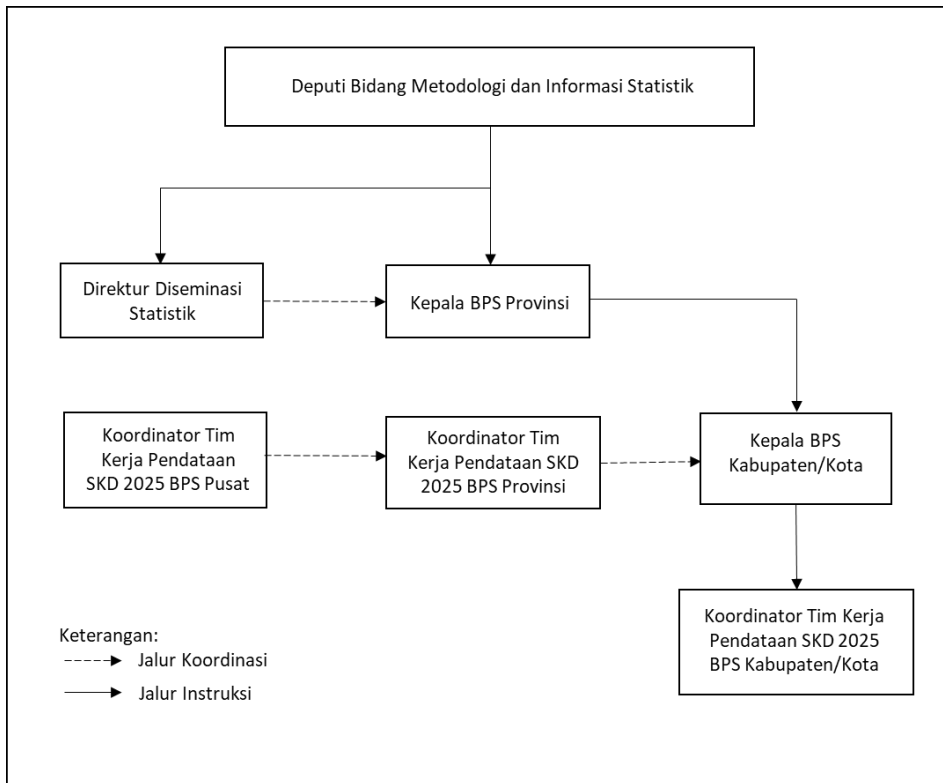 Deputi Bidang Metodologi dan Informasi Statistik
Direktur Diseminasi
Statistik
Kepala BPS Provinsi
Koordinator Tim
Kerja Pendataan
SKD 2025 BPS Pusat
Koordinator Tim
Kerja Pendataan SKD
2025 BPS Provinsi
Kepala BPS
Kabupaten/Kota
Koordinator Tim Kerja
Pendataan SKD 2025
BPS Kabupaten/Kota
Keterangan:
Jalur Koordinasi
Jalur Instruksi